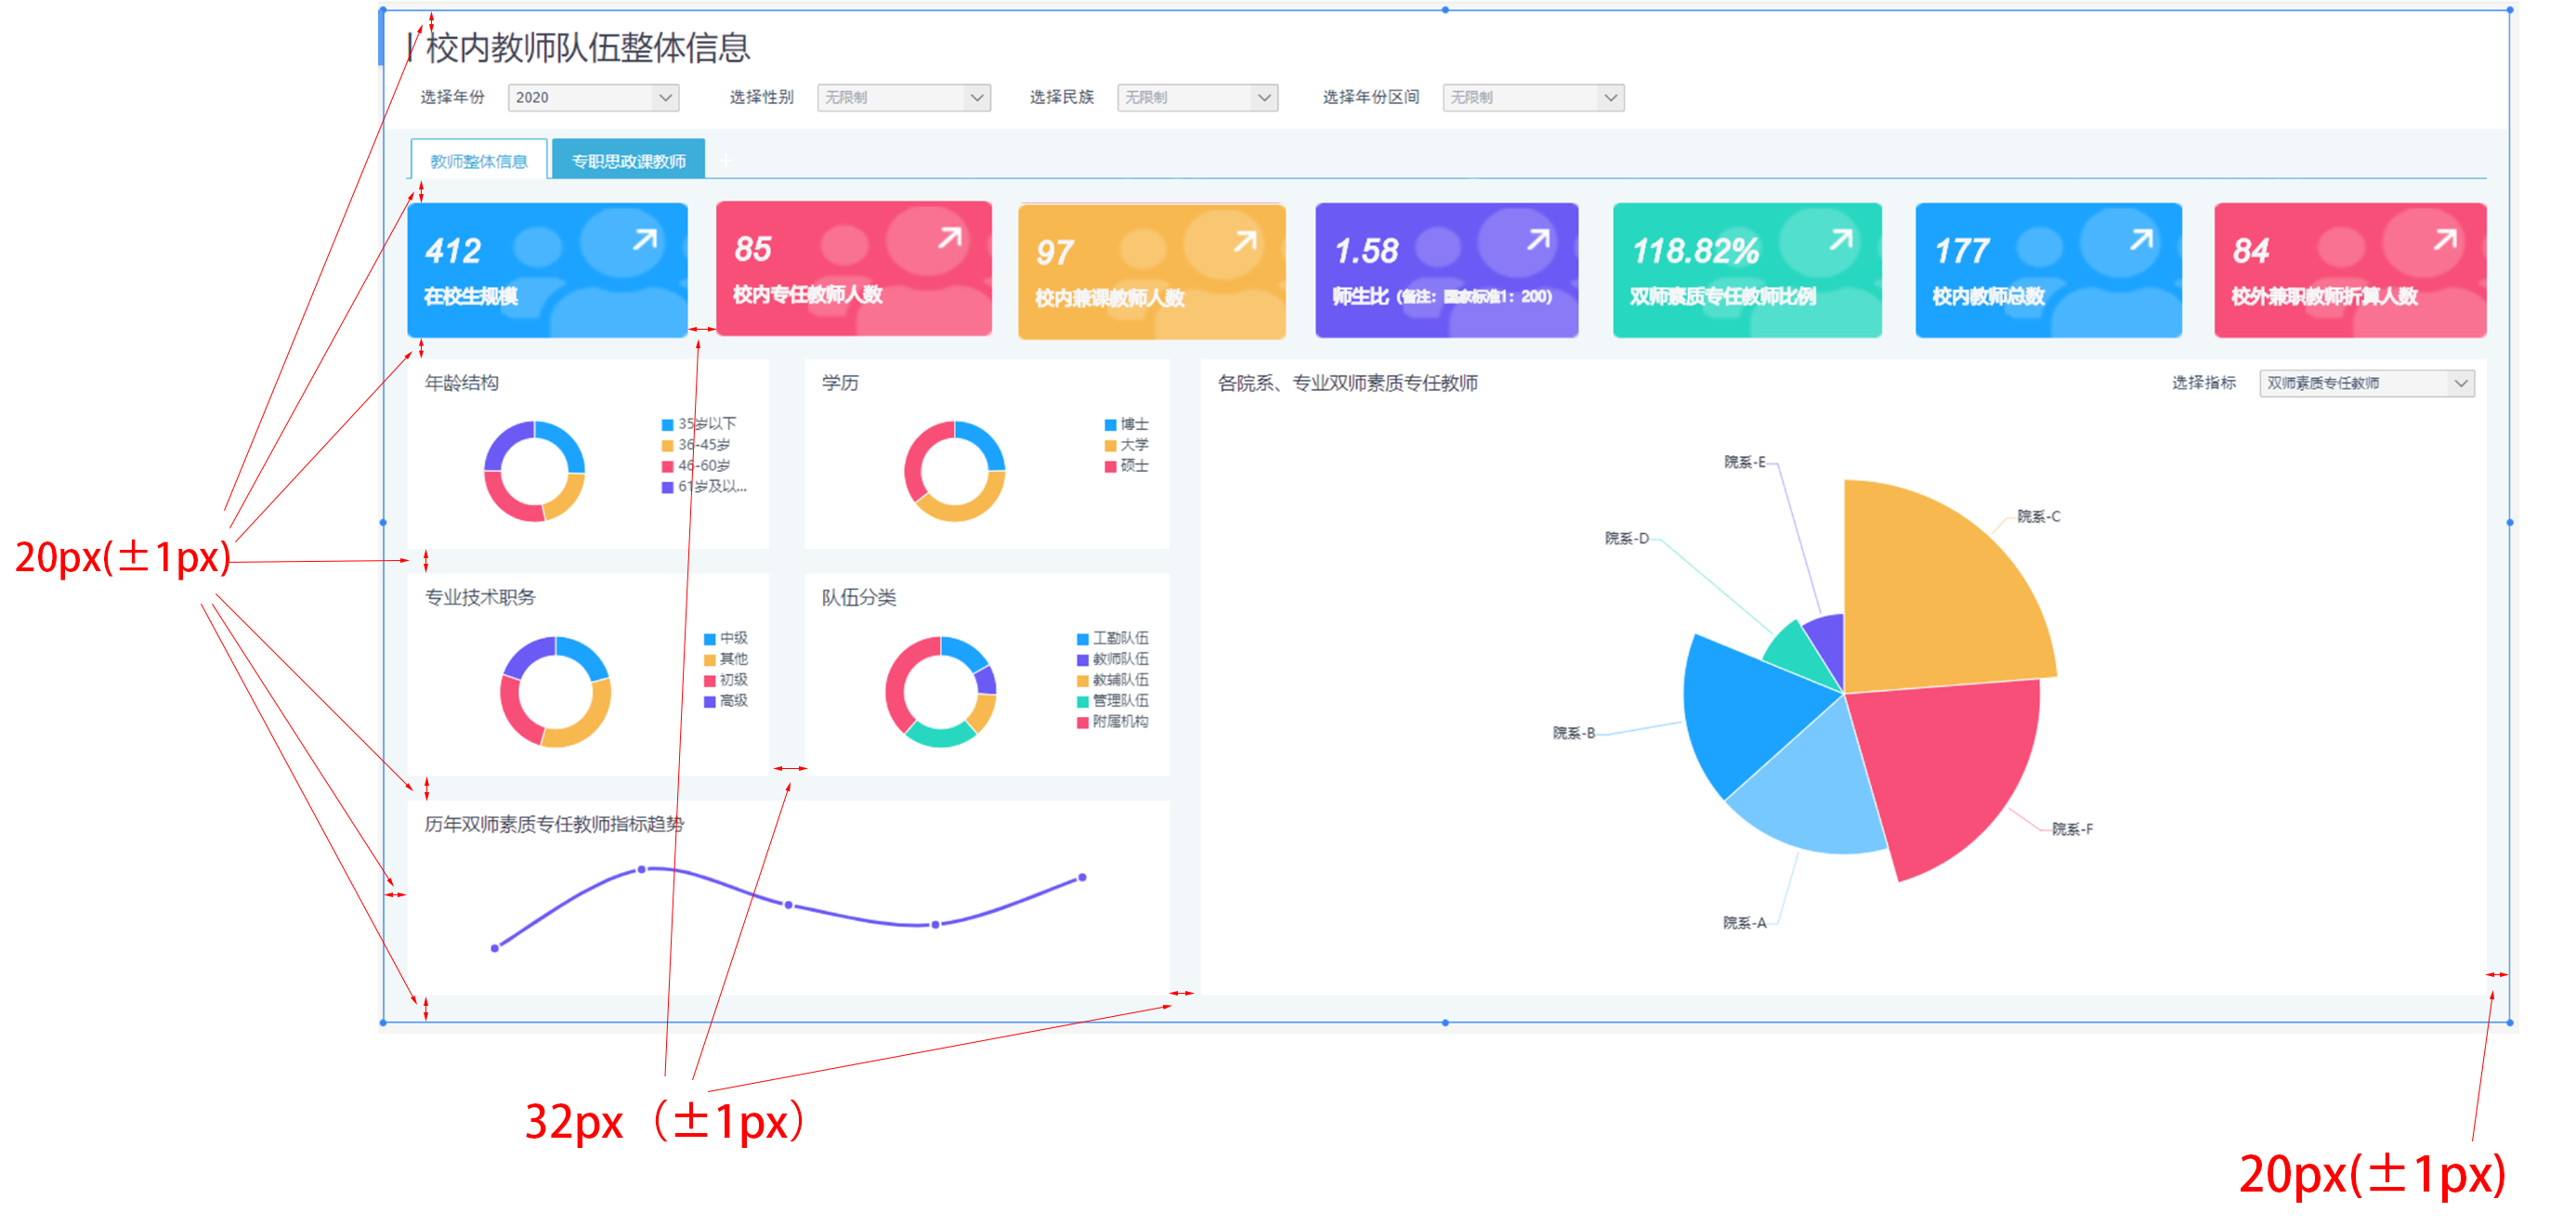 校内教师队伍整体信息
选择年份 2020 选择性别 无限制 选择民族 无限制 选择年份区间 无限制
教师整体信息 专职思政课教师 +
412 85 97 1.58 118.82% 177 84
在校生规模 校内专任教师人数 校内兼课教师人数 师生比（备注：国家标准1：200） 双师素质专任教师比例 校内教师总数 校外兼职教师折算人数
年龄结构
35岁以下
36-45岁
46-60岁
61岁及以...
学历
博士
大学
硕士
各院系、专业双师素质专任教师
选择指标 双师素质专任教师
院系-E
院系-C
院系-D
院系-B
院系-F
院系-A
20px(±1px)
专业技术职务
中级
其他
初级
高级
队伍分类
工勤队伍
教师队伍
教辅队伍
管理队伍
附属机构
历年双师素质专任教师指标趋势
32px（±1px）
20px(±1px)